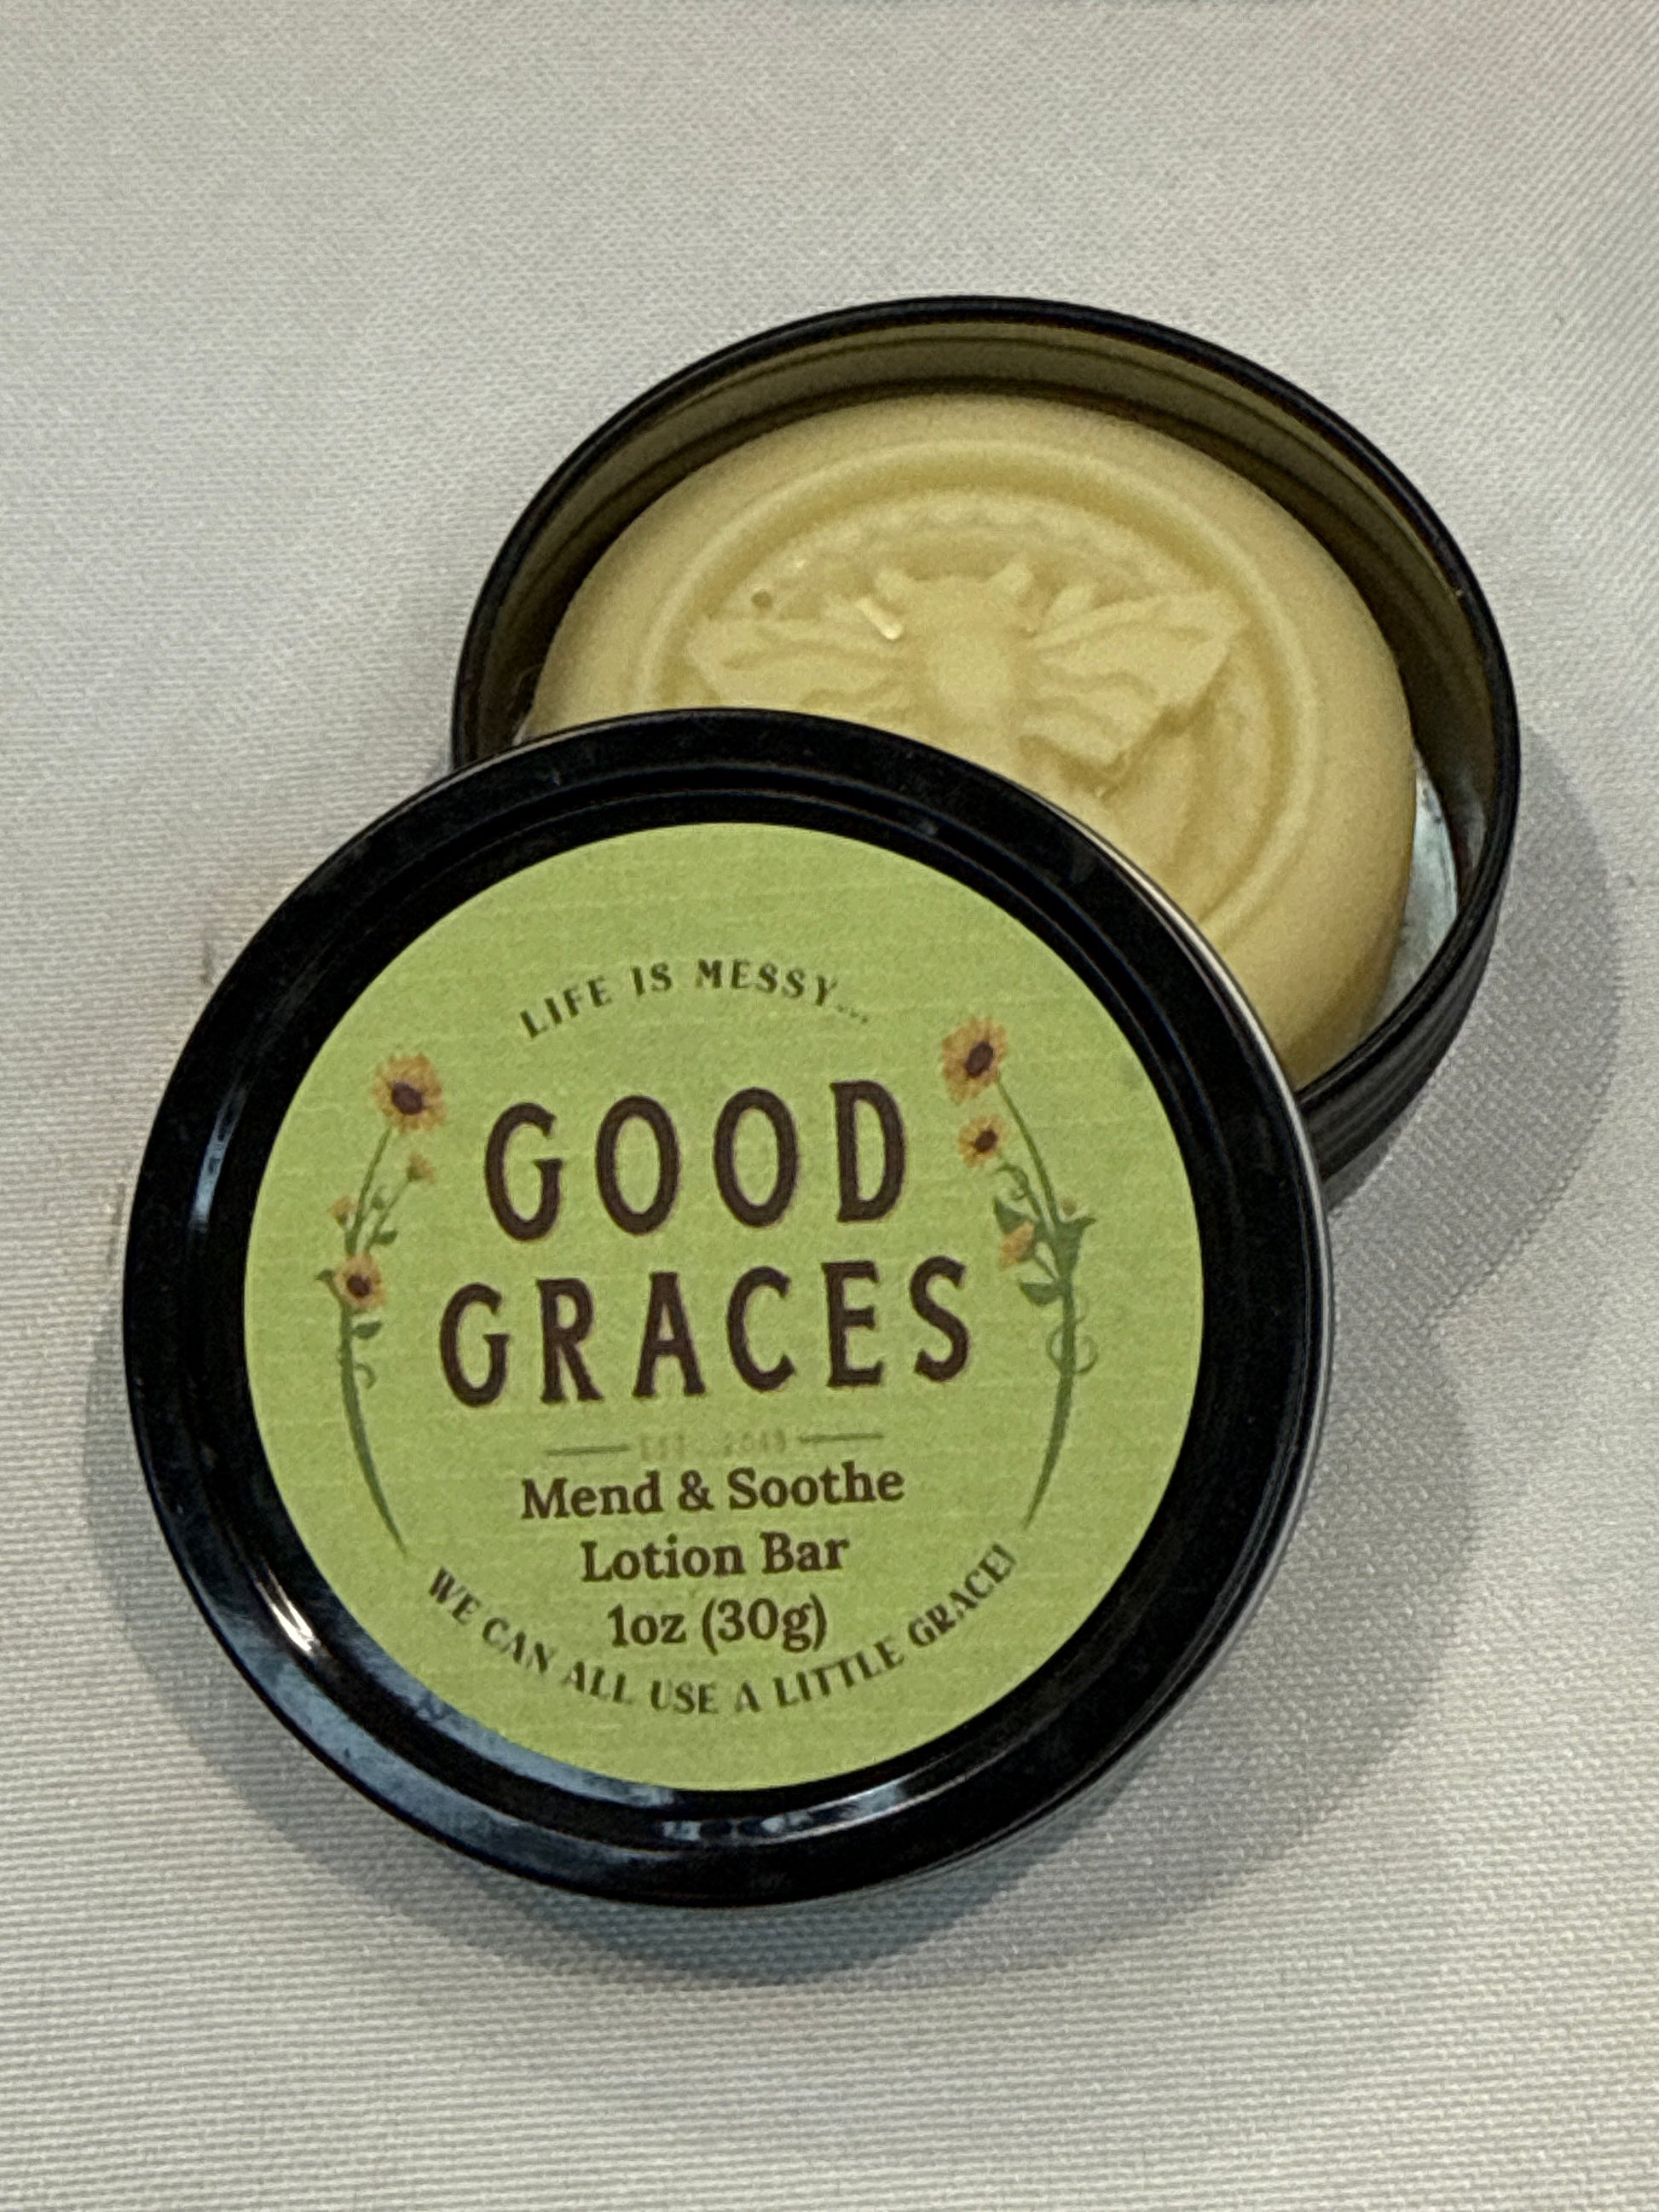 LIFE IS MESSY...
GOOD
GRACES
Mend & Soothe
Lotion Bar
1oz (30g)
WE CAN ALL USE A LITTLE GRACE!